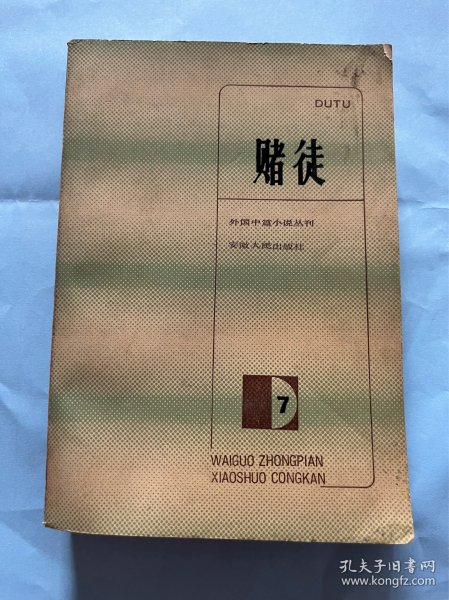 DUTU
赌徒
外国中篇小说丛刊
安徽人民出版社
7
WAIGUO ZHONGPIAN
XIAOSHUO CONGKAN
孔夫子旧书网
www.kongfz.com